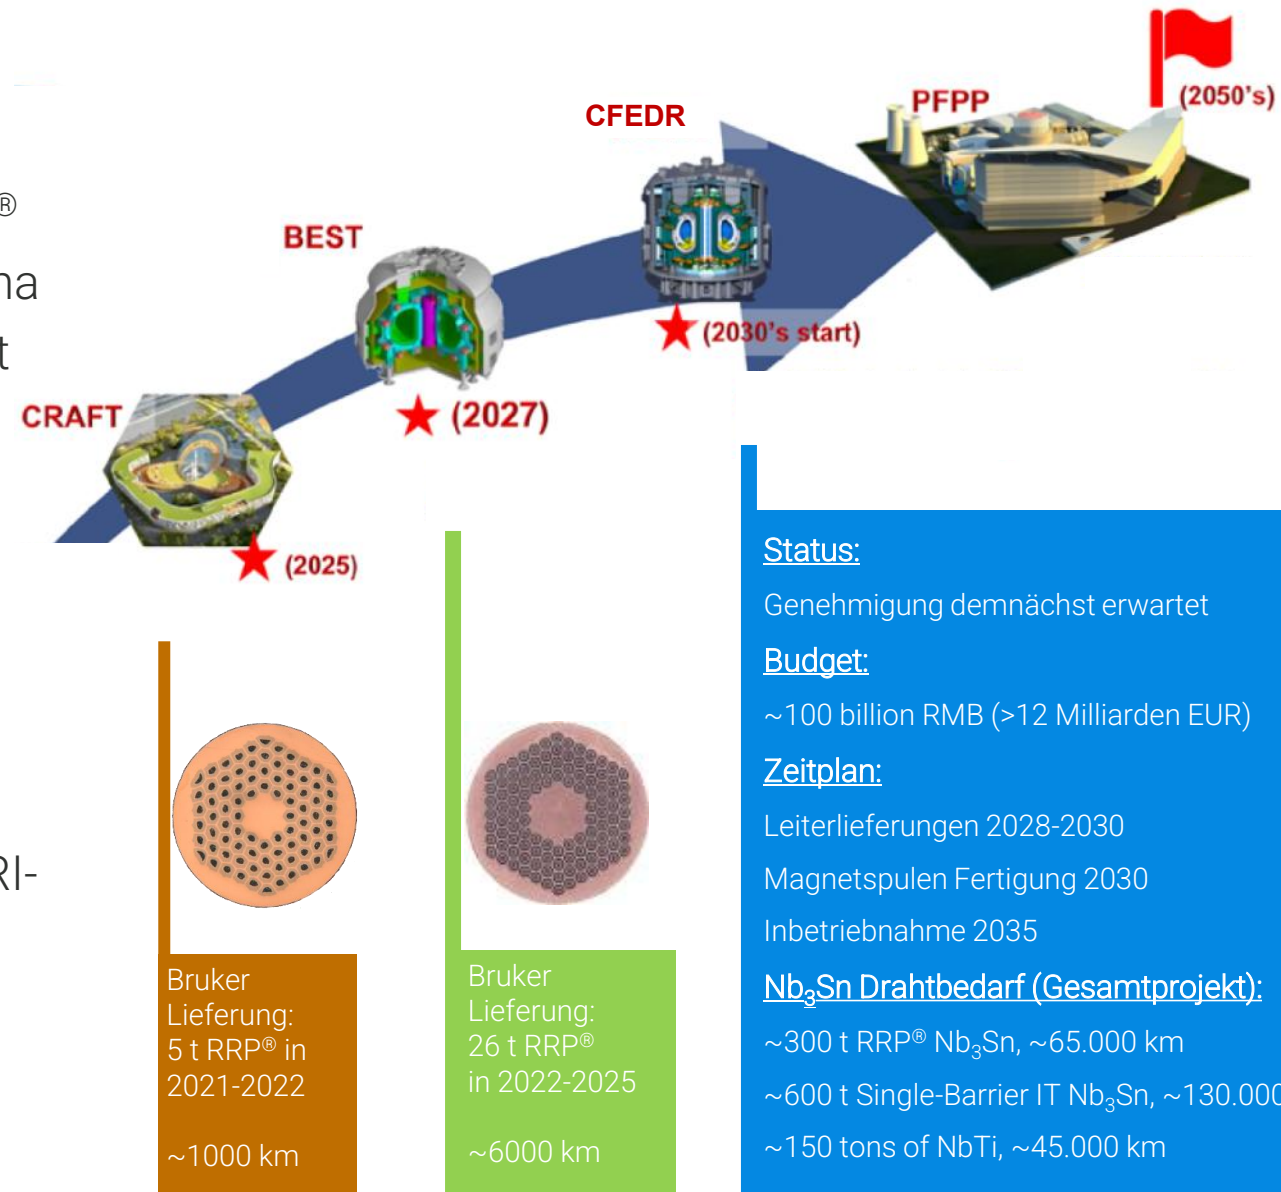 CFEDR
PFPP
(2050's)
®
BEST
na
t
(2030's start)
CRAFT
(2027)
(2025)
RI-
Bruker
Lieferung:
5 t RRP® in
2021-2022
~1000 km
Bruker
Lieferung:
26 t RRP®
in 2022-2025
~6000 km
Status:
Genehmigung demnächst erwartet
Budget:
~100 billion RMB (>12 Milliarden EUR)
Zeitplan:
Leiterlieferungen 2028-2030
Magnetspulen Fertigung 2030
Inbetriebnahme 2035
Nb₃Sn Drahtbedarf (Gesamtprojekt):
~300 t RRP® Nb₃Sn, ~65.000 km
~600 t Single-Barrier IT Nb₃Sn, ~130.000
~150 tons of NbTi, ~45.000 km